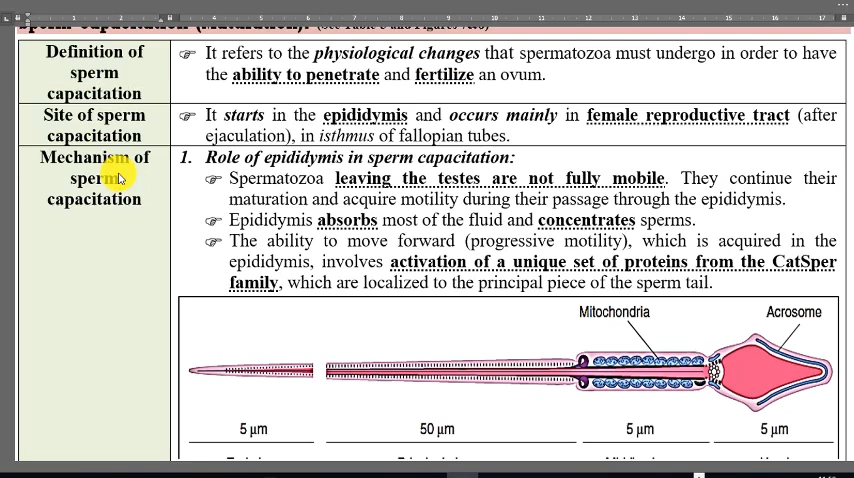 Sperm capacitation (Maturation):
Definition of sperm capacitation
It refers to the physiological changes that spermatozoa must undergo in order to have
the ability to penetrate and fertilize an ovum.
Site of sperm capacitation
It starts in the epididymis and occurs mainly in female reproductive tract (after
ejaculation), in isthmus of fallopian tubes.
Mechanism of sperm capacitation
1. Role of epididymis in sperm capacitation:
Spermatozoa leaving the testes are not fully mobile. They continue their
maturation and acquire motility during their passage through the epididymis.
Epididymis absorbs most of the fluid and concentrates sperms.
The ability to move forward (progressive motility), which is acquired in the
epididymis, involves activation of a unique set of proteins from the CatSper
family, which are localized to the principal piece of the sperm tail.
Mitochondria Acrosome
5 µm 50 µm 5 µm 5 µm